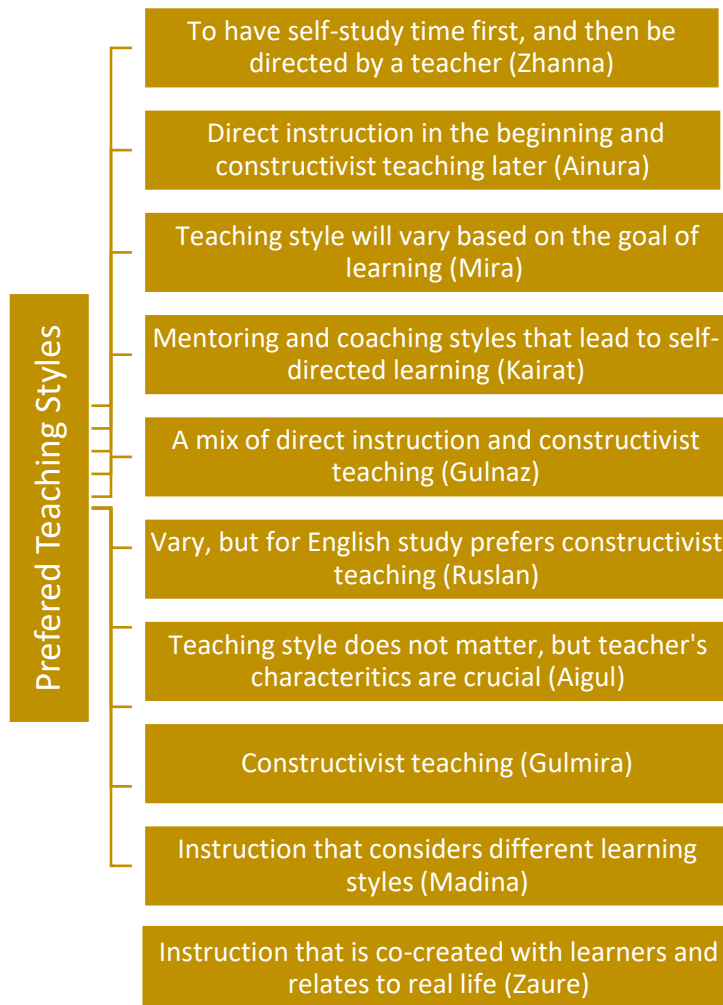 Preferred Teaching Styles
To have self-study time first, and then be
directed by a teacher (Zhanna)
Direct instruction in the beginning and
constructivist teaching later (Ainura)
Teaching style will vary based on the goal of
learning (Mira)
Mentoring and coaching styles that lead to self-
directed learning (Kairat)
A mix of direct instruction and constructivist
teaching (Gulnaz)
Vary, but for English study prefers constructivist
teaching (Ruslan)
Teaching style does not matter, but teacher's
charateritics are crucial (Aigul)
Constructivist teaching (Gulmira)
Instruction that considers different learning
styles (Madina)
Instruction that is co-created with learners and
relates to real life (Zaure)